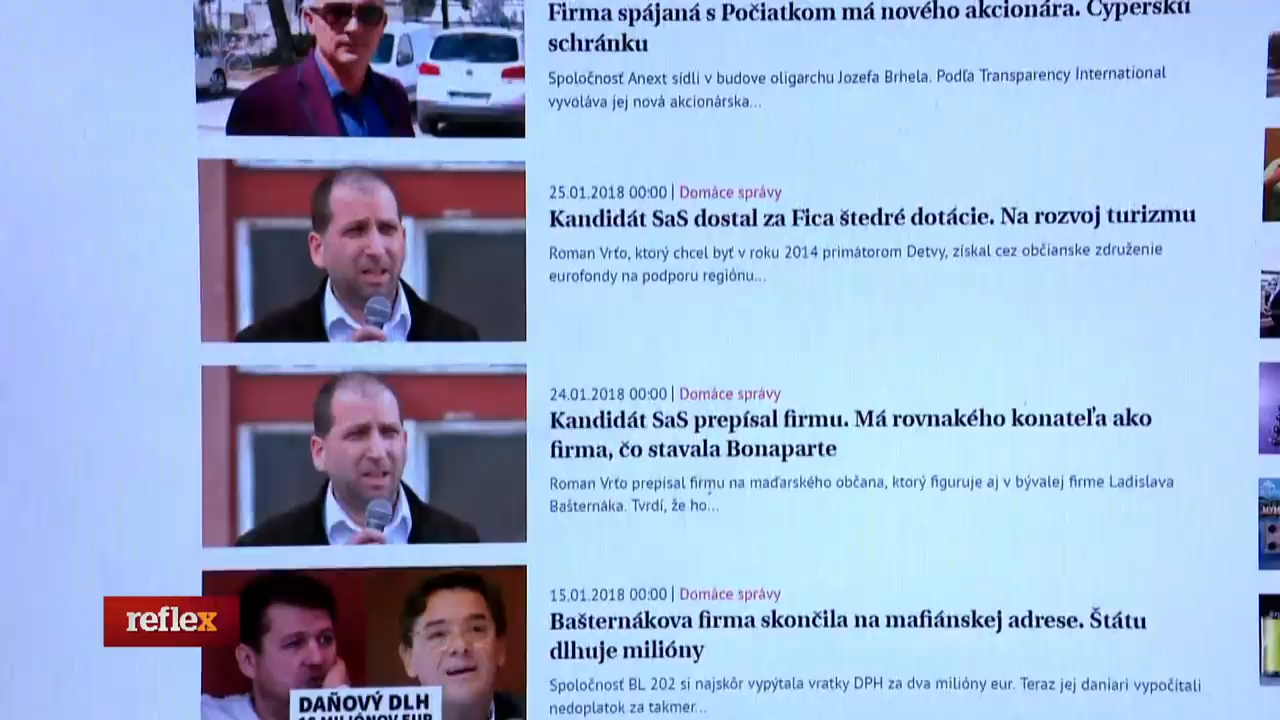 Firma spájaná s Počiatkom má nového akcionára. Cyperskú
schránku
Spoločnosť Anext sídli v budove oligarchu Jozefa Brhela. Podľa Transparency International
vyvoláva jej nová akcionárska...
25.01.2018 00:00 | Domáce správy
Kandidát SaS dostal za Fica štedré dotácie. Na rozvoj turizmu
Roman Vrťo, ktorý chcel byť v roku 2014 primátorom Detvy, získal cez občianske združenie
eurofondy na podporu regiónu...
24.01.2018 00:00 | Domáce správy
Kandidát SaS prepísal firmu. Má rovnakého konateľa ako
firma, čo stavala Bonaparte
Roman Vrťo prepísal firmu na maďarského občana, ktorý figuruje aj v bývalej firme Ladislava
Bašternáka. Tvrdí, že ho...
15.01.2018 00:00 | Domáce správy
Bašternákova firma skončila na mafiánskej adrese. Štátu
dlhuje milióny
Spoločnosť BL 202 si najskôr vypýtala vratky DPH za dva milióny eur. Teraz jej daniari vypočítali
nedoplatok za takmer...
reflex
DAŇOVÝ DLH
MILIÓNOV EUR